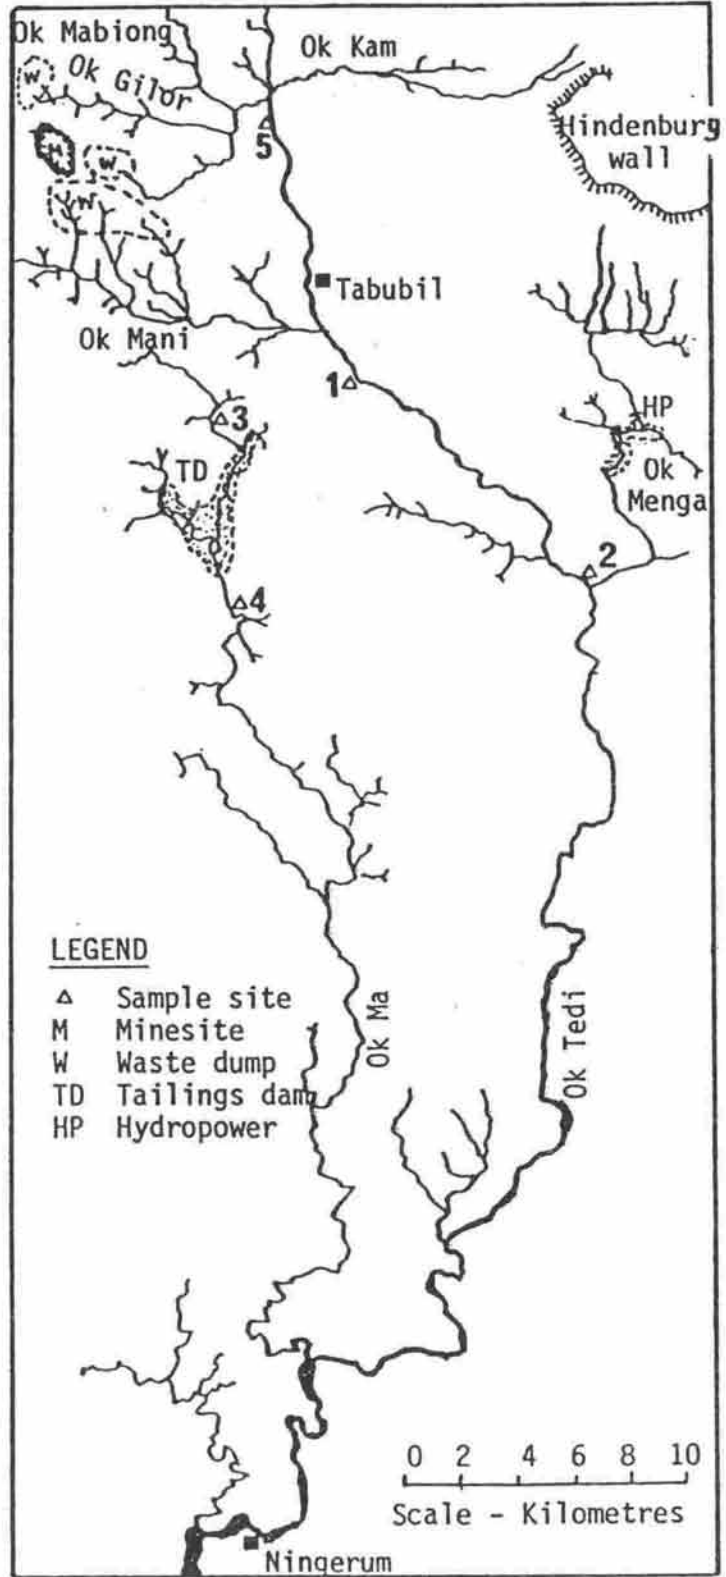 Ok Mabiong
Ok Kam
W
Ok Gilor
Hindenburg
wall
5
M
W
W
Tabubil
Ok Mani
1
HP
3
TD
Ok
Menga
2
4
LEGEND
Sample site
M Minesite
W Waste dump
TD Tailings dam
HP Hydropower
Ok Ma
Ok Tedi
0 2 4 6 8 10
Scale - Kilometres
Ningerum